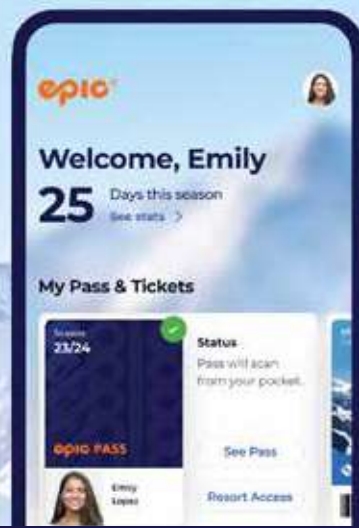 epic
Welcome, Emily
25
Days this season
See stats >
My Pass & Tickets
Season
23/24
Status
Pass will scan
from your pocket.
EPIC PASS
See Pass
Emily
Lopez
Resort Access